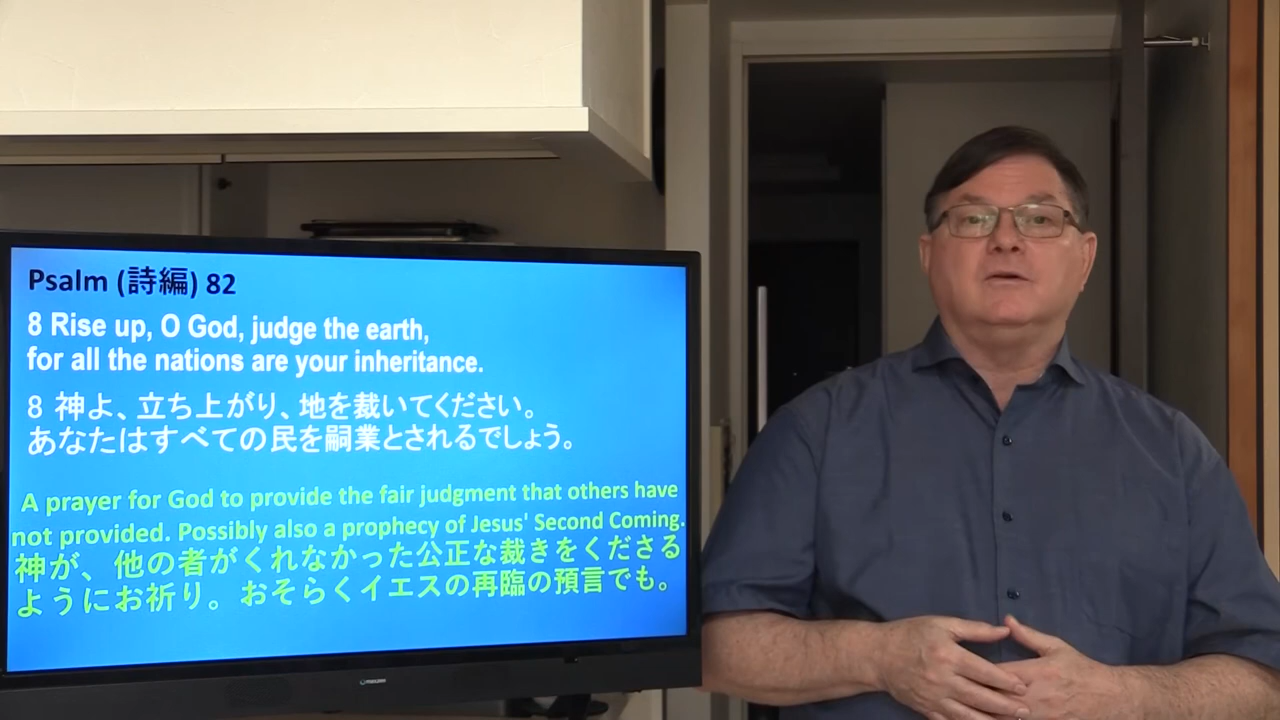 Psalm (詩編) 82
8 Rise up, O God, judge the earth,
for all the nations are your inheritance.
8 神よ、立ち上がり、地を裁いてください。
あなたはすべての民を嗣業とされるでしょう。
A prayer for God to provide the fair judgment that others have
not provided. Possibly also a prophecy of Jesus' Second Coming.
神が、他の者がくれなかった公正な裁きをくださる
ようにお祈り。おそらくイエスの再臨の預言でも。